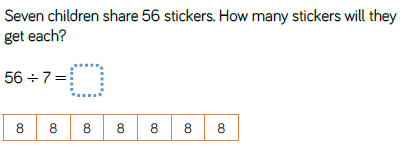 Seven children share 56 stickers. How many stickers will they
get each?
56 ÷ 7 =
8 8 8 8 8 8 8